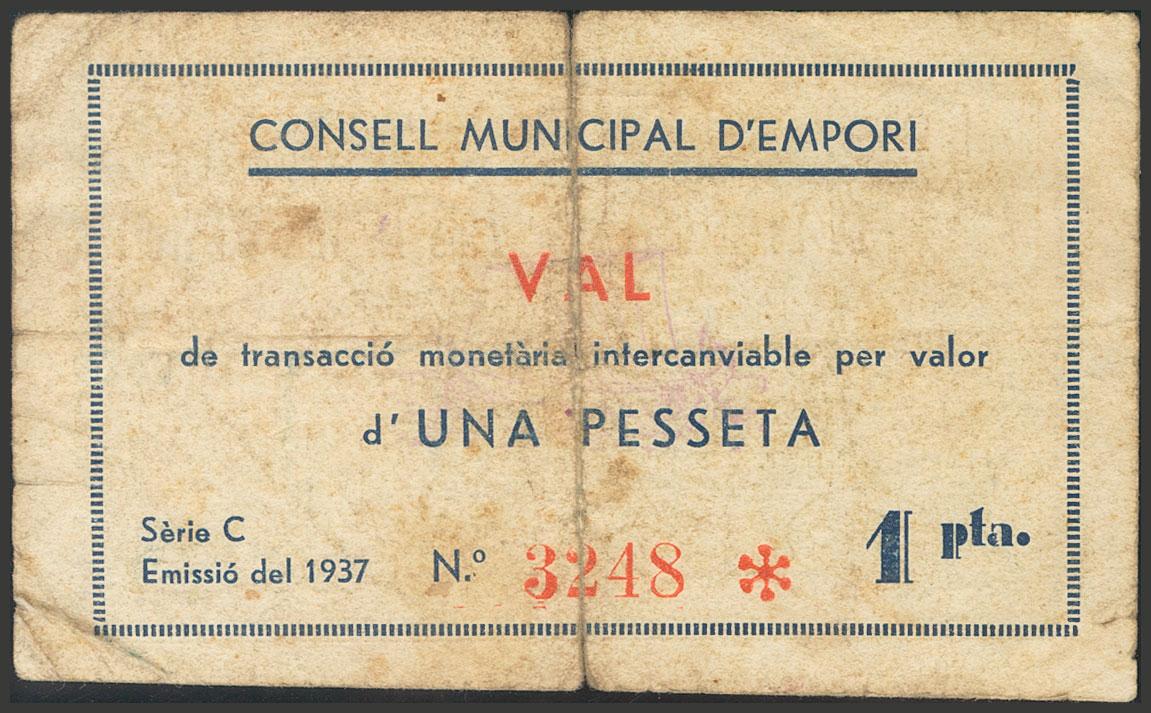 CONSELL MUNICIPAL D'EMPORI
VAL
de transacció monetària intercanviable per valor
d'UNA PESSETA
Sèrie C
Emissió del 1937
N.º 3248 *
1 pta.